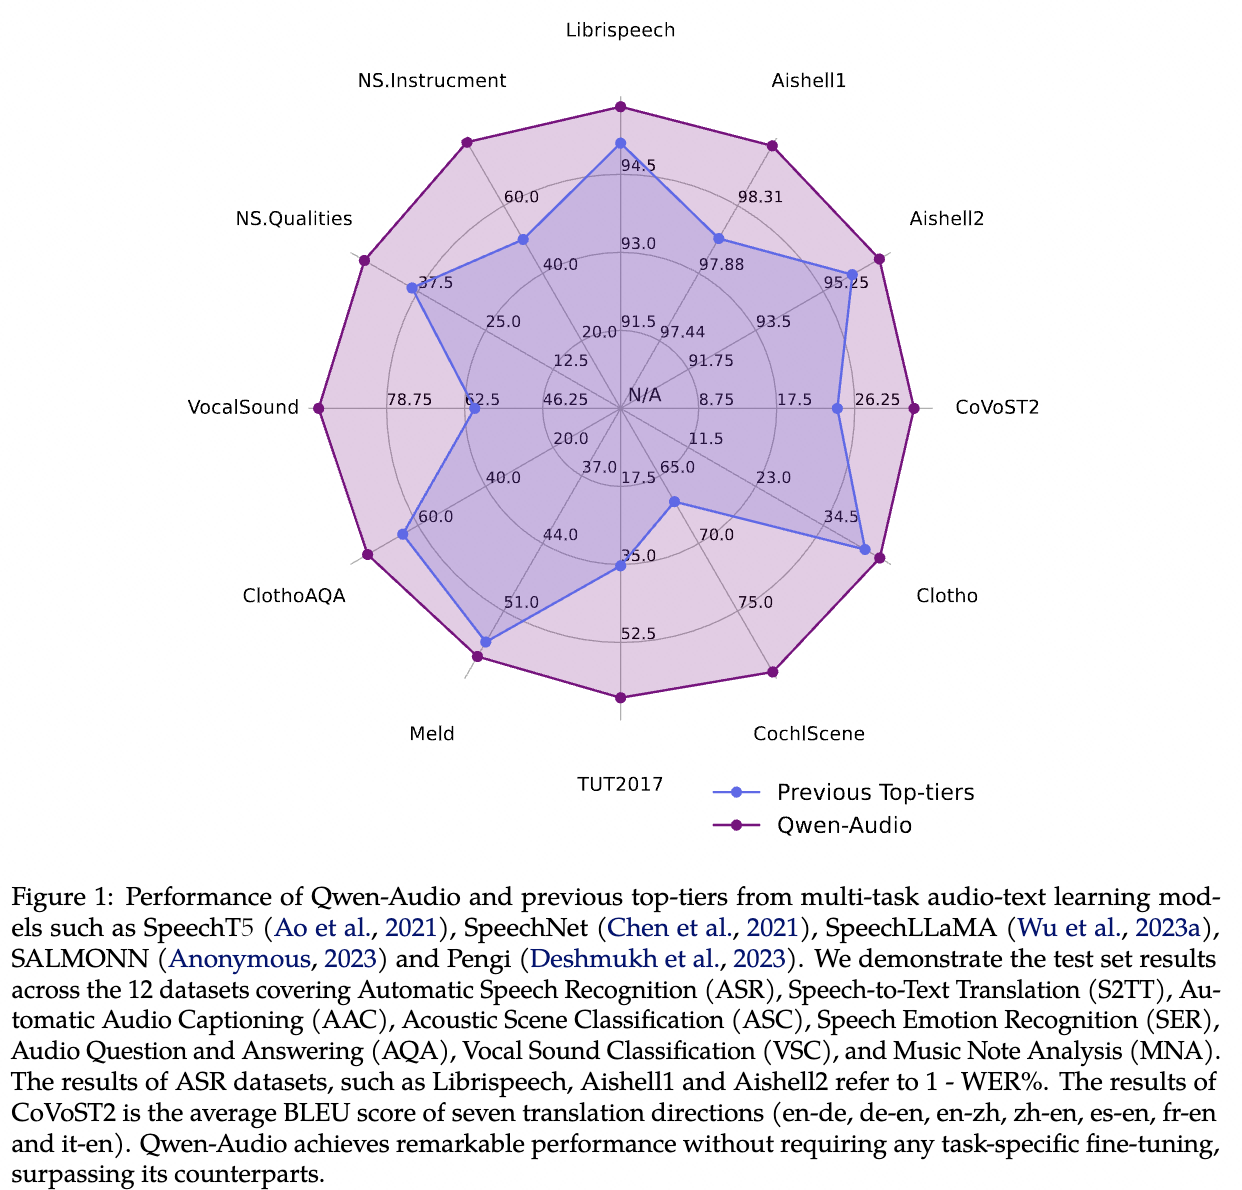 Librispeech
NS.Instrucment
Aishell1
94.5
60.0
98.31
NS.Qualities
Aishell2
93.0
40.0
97.88
37.5
95.25
25.0
91.5
93.5
20.0
97.44
12.5
91.75
N/A
VocalSound
78.75
62.5
46.25
8.75
17.5
26.25
CoVoST2
20.0
11.5
37.0
65.0
40.0
17.5
23.0
60.0
34.5
44.0
70.0
35.0
ClothoAQA
Clotho
51.0
75.0
52.5
Meld
CochlScene
TUT2017
Previous Top-tiers
Qwen-Audio
Figure 1: Performance of Qwen-Audio and previous top-tiers from multi-task audio-text learning mod-
els such as SpeechT5 (Ao et al., 2021), SpeechNet (Chen et al., 2021), SpeechLLaMA (Wu et al., 2023a),
SALMONN (Anonymous, 2023) and Pengi (Deshmukh et al., 2023). We demonstrate the test set results
across the 12 datasets covering Automatic Speech Recognition (ASR), Speech-to-Text Translation (S2TT), Au-
tomatic Audio Captioning (AAC), Acoustic Scene Classification (ASC), Speech Emotion Recognition (SER),
Audio Question and Answering (AQA), Vocal Sound Classification (VSC), and Music Note Analysis (MNA).
The results of ASR datasets, such as Librispeech, Aishell1 and Aishell2 refer to 1 - WER%. The results of
CoVoST2 is the average BLEU score of seven translation directions (en-de, de-en, en-zh, zh-en, es-en, fr-en
and it-en). Qwen-Audio achieves remarkable performance without requiring any task-specific fine-tuning,
surpassing its counterparts.